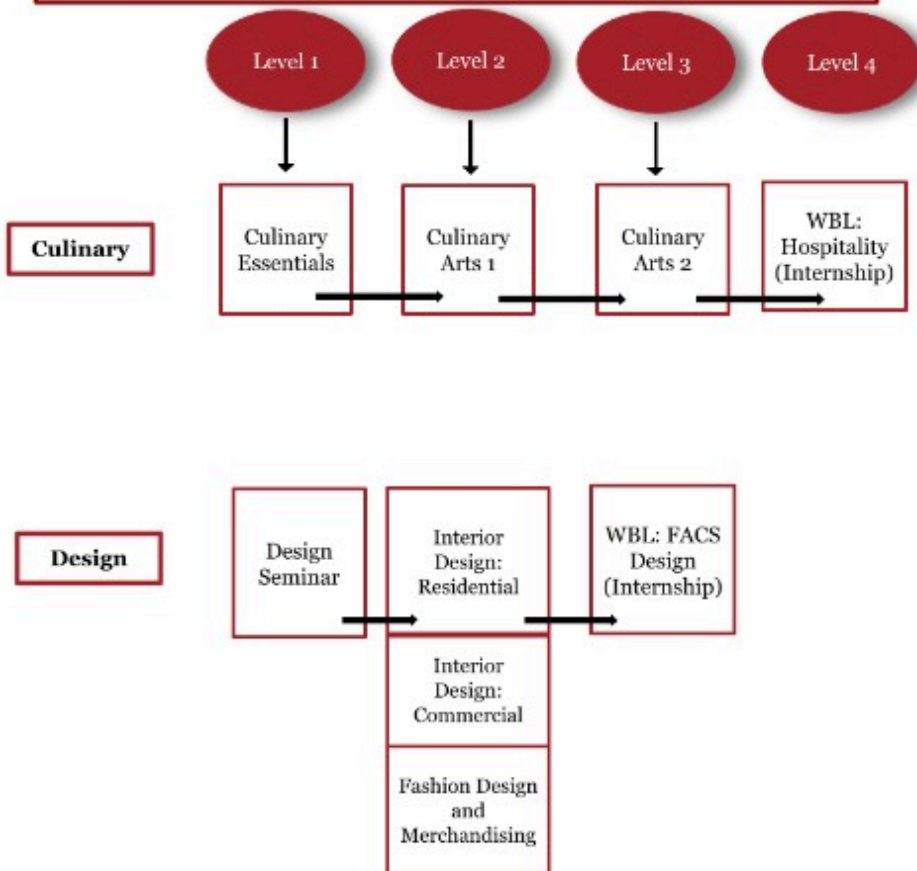 Level 1
Level 2
Level 3
Level 4
Culinary
Culinary
Essentials
Culinary
Arts 1
Culinary
Arts 2
WBL:
Hospitality
(Internship)
Design
Design
Seminar
Interior
Design:
Residential
WBL: FACS
Design
(Internship)
Interior
Design:
Commercial
Fashion Design
and
Merchandising